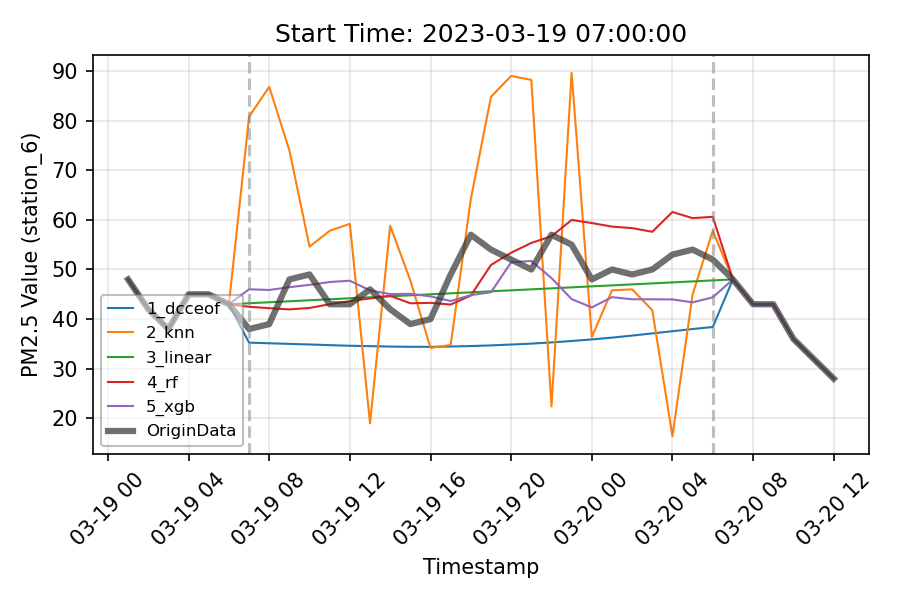 Start Time: 2023-03-19 07:00:00
PM2.5 Value (station_6)
90
80
70
60
50
40
30
20
1_dcceof
2_knn
3_linear
4_rf
5_xgb
OriginData
03-19 00
03-19 04
03-19 08
03-19 12
03-19 16
03-19 20
03-20 00
03-20 04
03-20 08
03-20 12
Timestamp